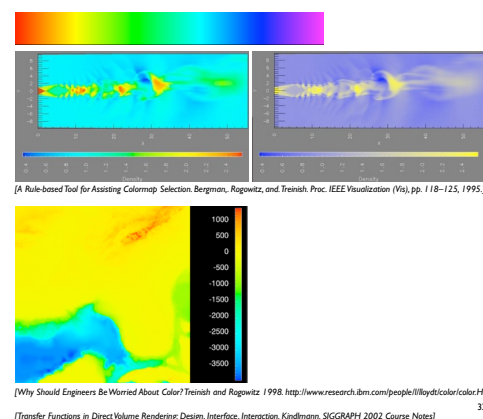 Density
Density
[A Rule-based Tool for Assisting Colormap Selection. Bergman,. Rogowitz, and. Treinish. Proc. IEEE Visualization (Vis), pp. 118–125, 1995.]
1000
500
0
-500
-1000
-1500
-2000
-2500
-3000
-3500
[Why Should Engineers Be Worried About Color? Treinish and Rogowitz 1998. http://www.research.ibm.com/people/l/lloydt/color/color.H
[Transfer Functions in Direct Volume Rendering: Design, Interface, Interaction. Kindlmann. SIGGRAPH 2002 Course Notes]